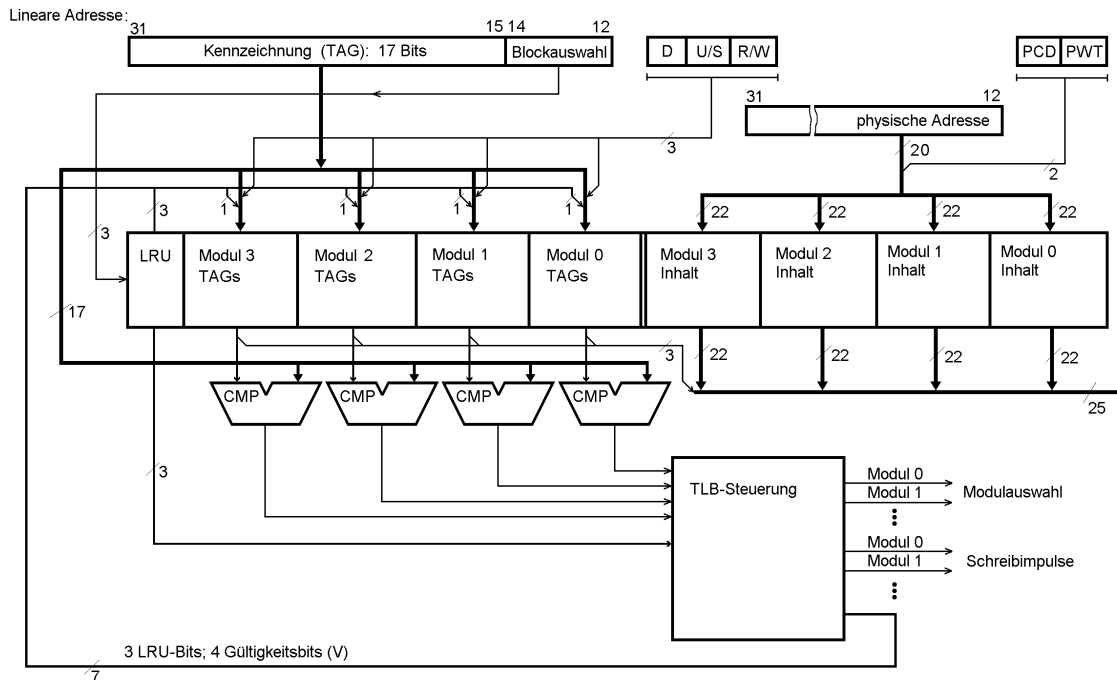 Lineare Adresse:
31 15 14 12
Kennzeichnung (TAG): 17 Bits Blockauswahl
D U/S R/W
PCD PWT
31 12
physische Adresse
20
3
2
3
3
1 1 1 1
22 22 22 22
LRU
Modul 3
TAGs
Modul 2
TAGs
Modul 1
TAGs
Modul 0
TAGs
Modul 3
Inhalt
Modul 2
Inhalt
Modul 1
Inhalt
Modul 0
Inhalt
17
3
22 22 22 22
25
CMP CMP CMP CMP
3
TLB-Steuerung
Modul 0
Modul 1
Modulauswahl
Modul 0
Modul 1
Schreibimpulse
3 LRU-Bits; 4 Gültigkeitsbits (V)
7